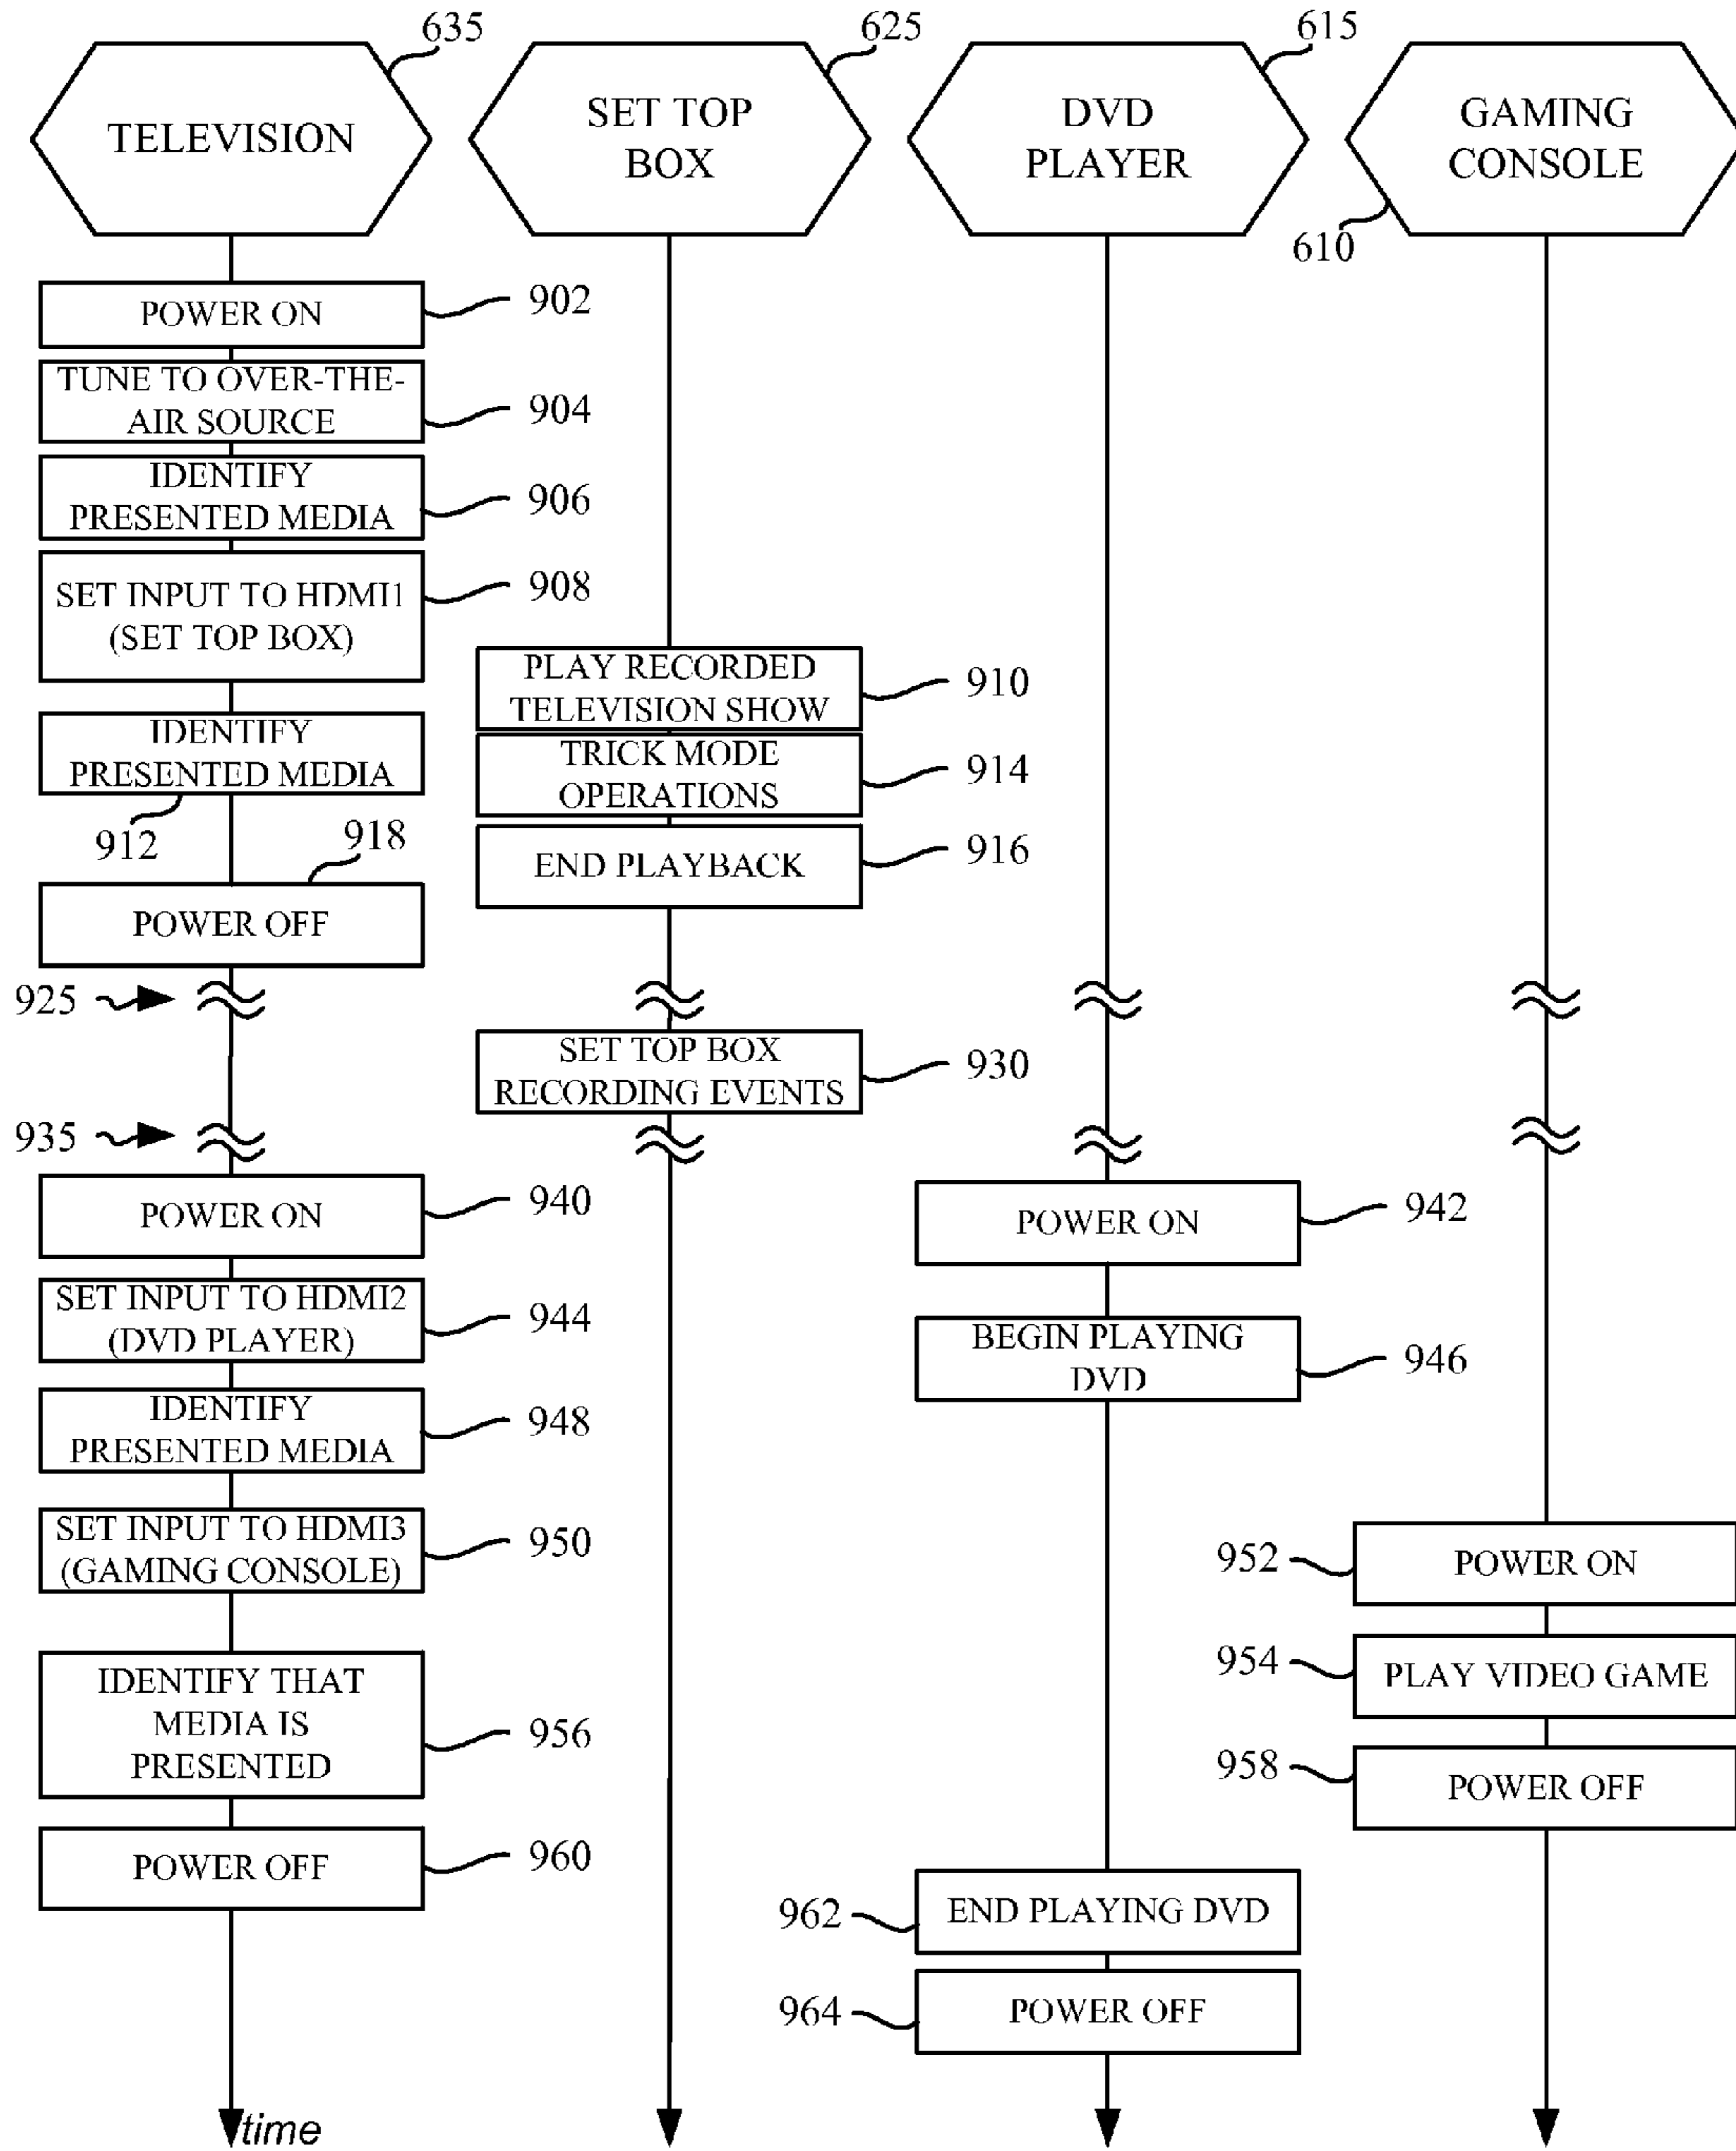 635
625
615
TELEVISION
SET TOP
BOX
DVD
PLAYER
GAMING
CONSOLE
610
POWER ON
902
TUNE TO OVER-THE-
AIR SOURCE
904
IDENTIFY
PRESENTED MEDIA
906
SET INPUT TO HDMI1
(SET TOP BOX)
908
PLAY RECORDED
TELEVISION SHOW
910
IDENTIFY
PRESENTED MEDIA
912
TRICK MODE
OPERATIONS
914
END PLAYBACK
916
918
POWER OFF
925
SET TOP BOX
RECORDING EVENTS
930
935
POWER ON
940
POWER ON
942
SET INPUT TO HDMI2
(DVD PLAYER)
944
BEGIN PLAYING
DVD
946
IDENTIFY
PRESENTED MEDIA
948
SET INPUT TO HDMI3
(GAMING CONSOLE)
950
952
POWER ON
954
PLAY VIDEO GAME
IDENTIFY THAT
MEDIA IS
PRESENTED
956
958
POWER OFF
POWER OFF
960
962
END PLAYING DVD
964
POWER OFF
time